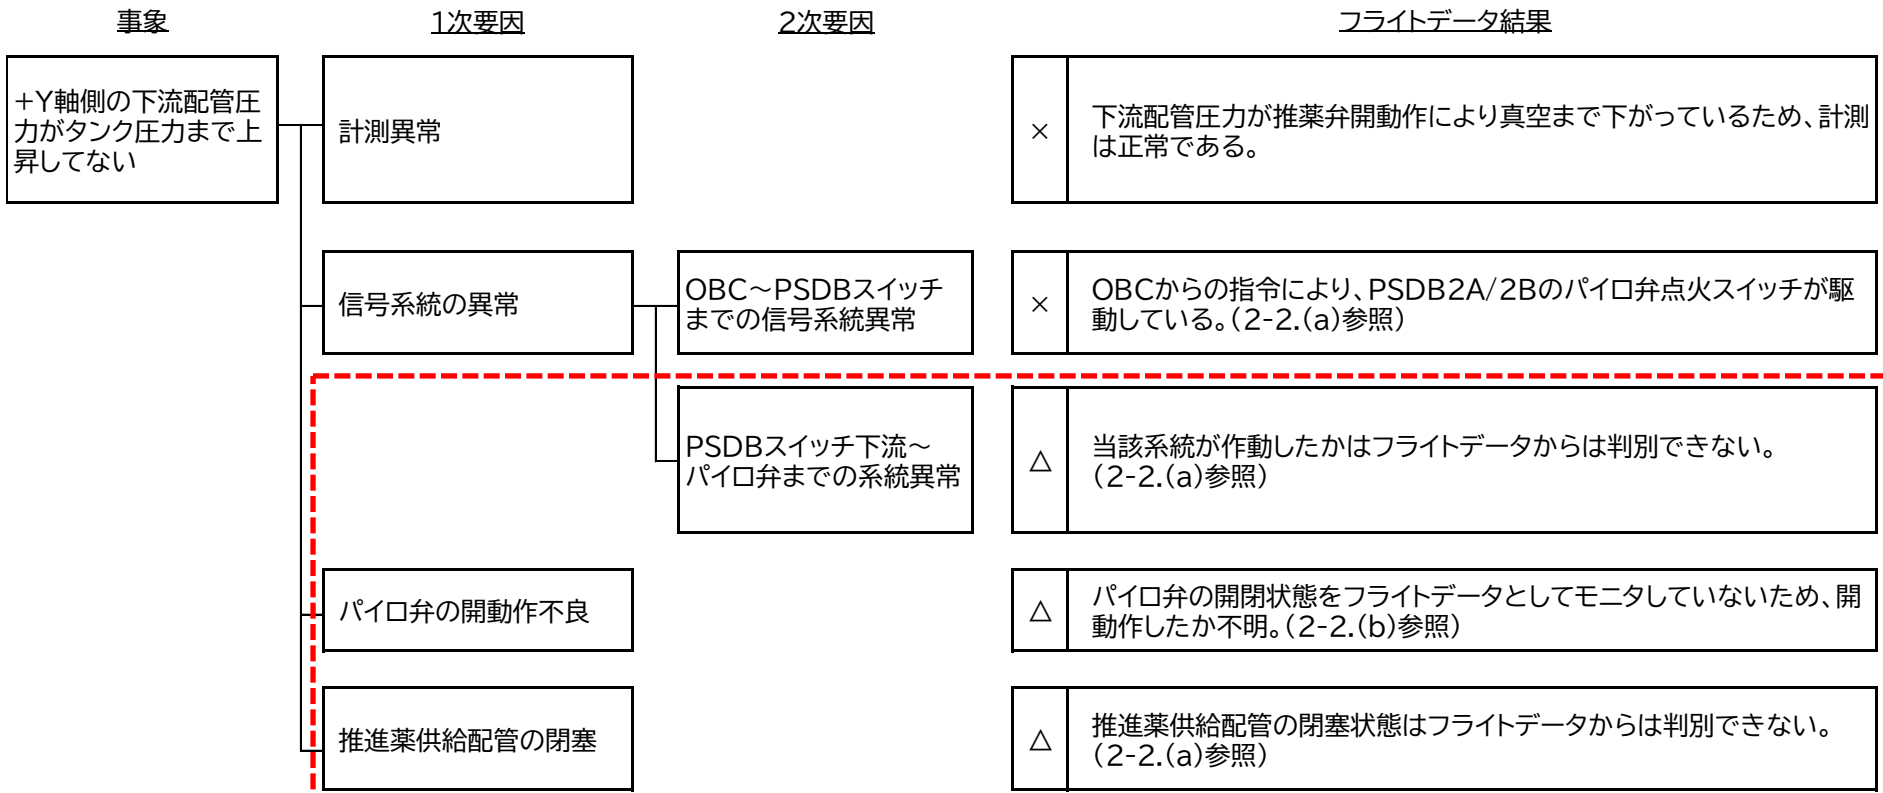 事象
1次要因
2次要因
フライトデータ結果
+Y軸側の下流配管圧
力がタンク圧力まで上
昇してない
計測異常
×
下流配管圧力が推薬弁開動作により真空まで下がっているため、計測
は正常である。
信号系統の異常
OBC～PSDBスイッチ
までの信号系統異常
×
OBCからの指令により、PSDB2A/2Bのパイロ弁点火スイッチが駆
動している。(2-2.(a)参照)
PSDBスイッチ下流～
パイロ弁までの系統異常
△
当該系統が作動したかはフライトデータからは判別できない。
(2-2.(a)参照)
パイロ弁の開動作不良
△
パイロ弁の開閉状態をフライトデータとしてモニタしていないため、開
動作したか不明。(2-2.(b)参照)
推進薬供給配管の閉塞
△
推進薬供給配管の閉塞状態はフライトデータからは判別できない。
(2-2.(a)参照)